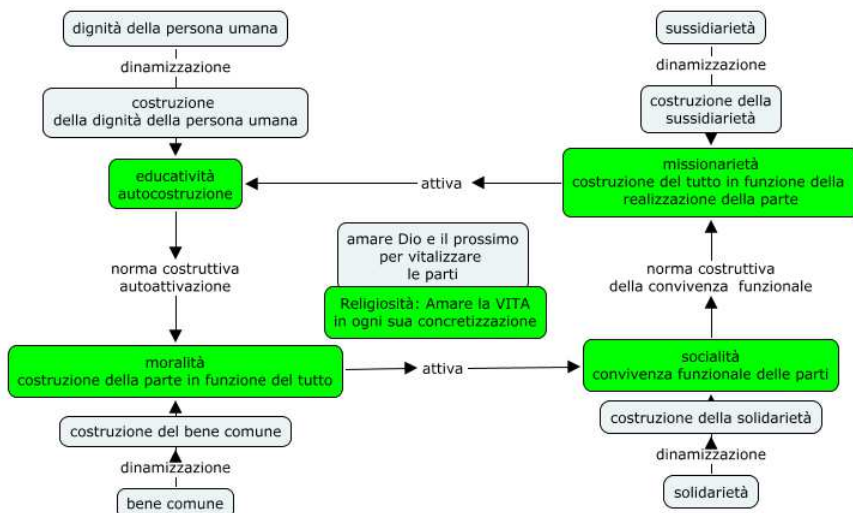 dignità della persona umana
sussidiarietà
dinamizzazione
dinamizzazione
costruzione
della dignità della persona umana
costruzione della
sussidiarietà
educatività
autocostruzione
attiva
missionarietà
costruzione del tutto in funzione della
realizzazione della parte
amare Dio e il prossimo
per vitalizzare
le parti
norma costruttiva
autoattivazione
norma costruttiva
della convivenza funzionale
Religiosità: Amare la VITA
in ogni sua concretizzazione
moralità
costruzione della parte in funzione del tutto
attiva
socialità
convivenza funzionale delle parti
costruzione del bene comune
costruzione della solidarietà
dinamizzazione
dinamizzazione
bene comune
solidarietà